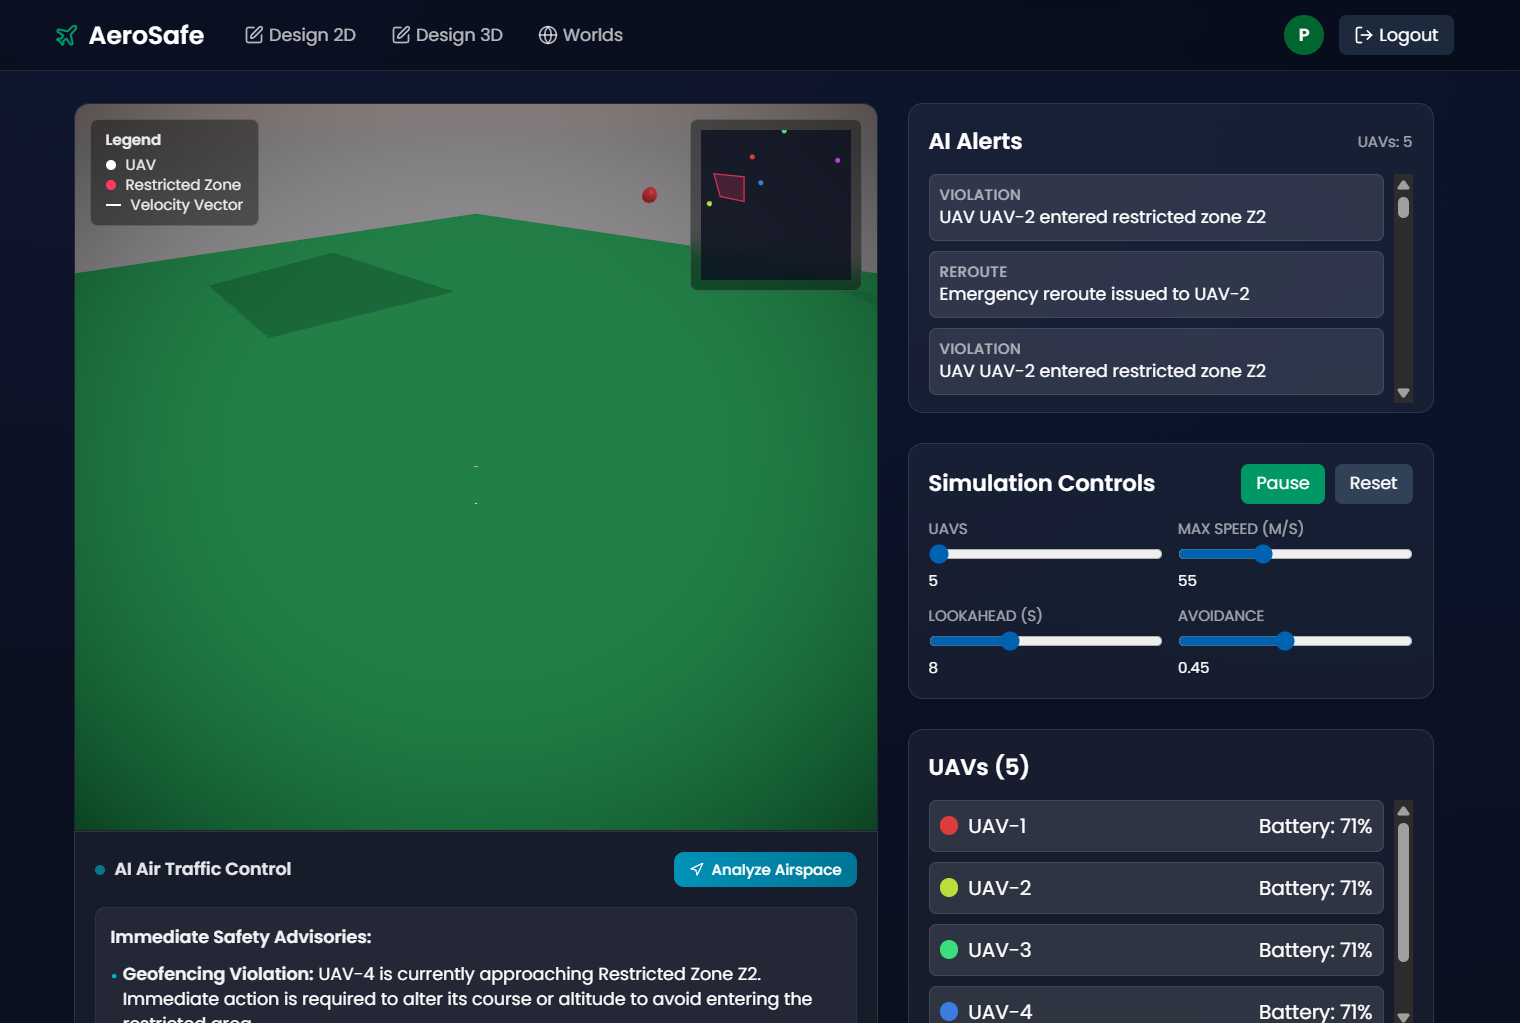 AeroSafe
Design 2D
Design 3D
Worlds
P
Logout
Legend
UAV
Restricted Zone
Velocity Vector
AI Alerts
UAVs: 5
VIOLATION
UAV UAV-2 entered restricted zone Z2
REROUTE
Emergency reroute issued to UAV-2
VIOLATION
UAV UAV-2 entered restricted zone Z2
Simulation Controls
Pause
Reset
UAVS
5
MAX SPEED (M/S)
55
LOOKAHEAD (S)
8
AVOIDANCE
0.45
UAVs (5)
UAV-1 Battery: 71%
UAV-2 Battery: 71%
UAV-3 Battery: 71%
UAV-4 Battery: 71%
AI Air Traffic Control
Analyze Airspace
Immediate Safety Advisories:
Geofencing Violation: UAV-4 is currently approaching Restricted Zone Z2.
Immediate action is required to alter its course or altitude to avoid entering the
restricted area